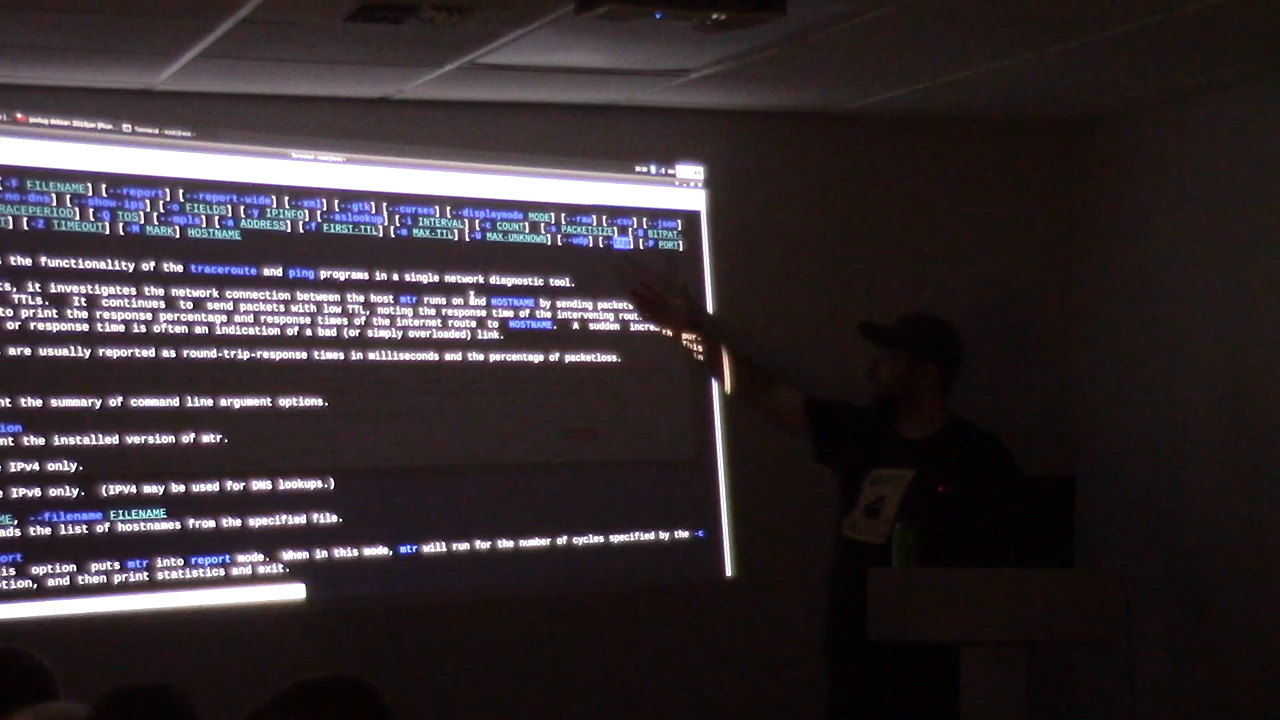 [-F FILENAME] [--report] [--report-wide] [--xml] [--gtk] [--curses] [--displaymode MODE] [--raw] [--csv] [--json]
-no-dns] [--show-ips] [-o FIELDS] [-y IPINFO] [--aslookup] [-i INTERVAL] [-c COUNT] [-s PACKETSIZE] [-B BITPAT-
RACEPERIOD] [-Q TOS] [--mpls] [-a ADDRESS] [-f FIRST-TTL] [-m MAX-TTL] [-U MAX-UNKNOWN] [--udp] [--tcp] [-P PORT]
[-Z TIMEOUT] [-M MARK] HOSTNAME
s the functionality of the traceroute and ping programs in a single network diagnostic tool.
ts, it investigates the network connection between the host mtr runs on and HOSTNAME by sending packets
TTLs. It continues to send packets with low TTL, noting the response time of the intervening
to print the response percentage and response times of the internet route to HOSTNAME. A sudden
or response time is often an indication of a bad (or simply overloaded) link.
s are usually reported as round-trip-response times in milliseconds and the percentage of packetloss.
nt the summary of command line argument options.
ion
nt the installed version of mtr.
e IPv4 only.
e IPv6 only. (IPV4 may be used for DNS lookups.)
ME, --filename FILENAME
ads the list of hostnames from the specified file.
ort
is option puts mtr into report mode. When in this mode, mtr will run for the number of cycles specified by the -c
ption, and then print statistics and exit.